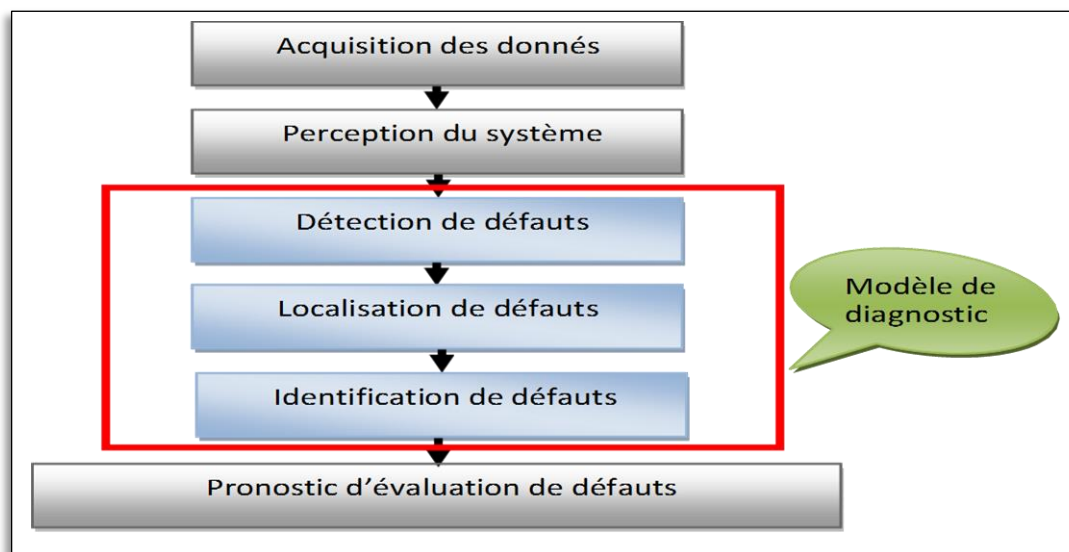 Acquisition des donnés
Perception du système
Détection de défauts
Localisation de défauts
Modèle de
diagnostic
Identification de défauts
Pronostic d'évaluation de défauts